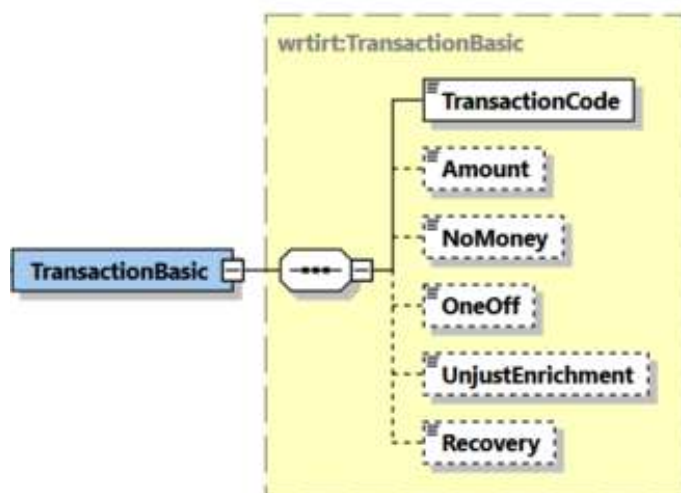 wrtirt:TransactionBasic
TransactionCode
Amount
NoMoney
TransactionBasic
OneOff
UnjustEnrichment
Recovery